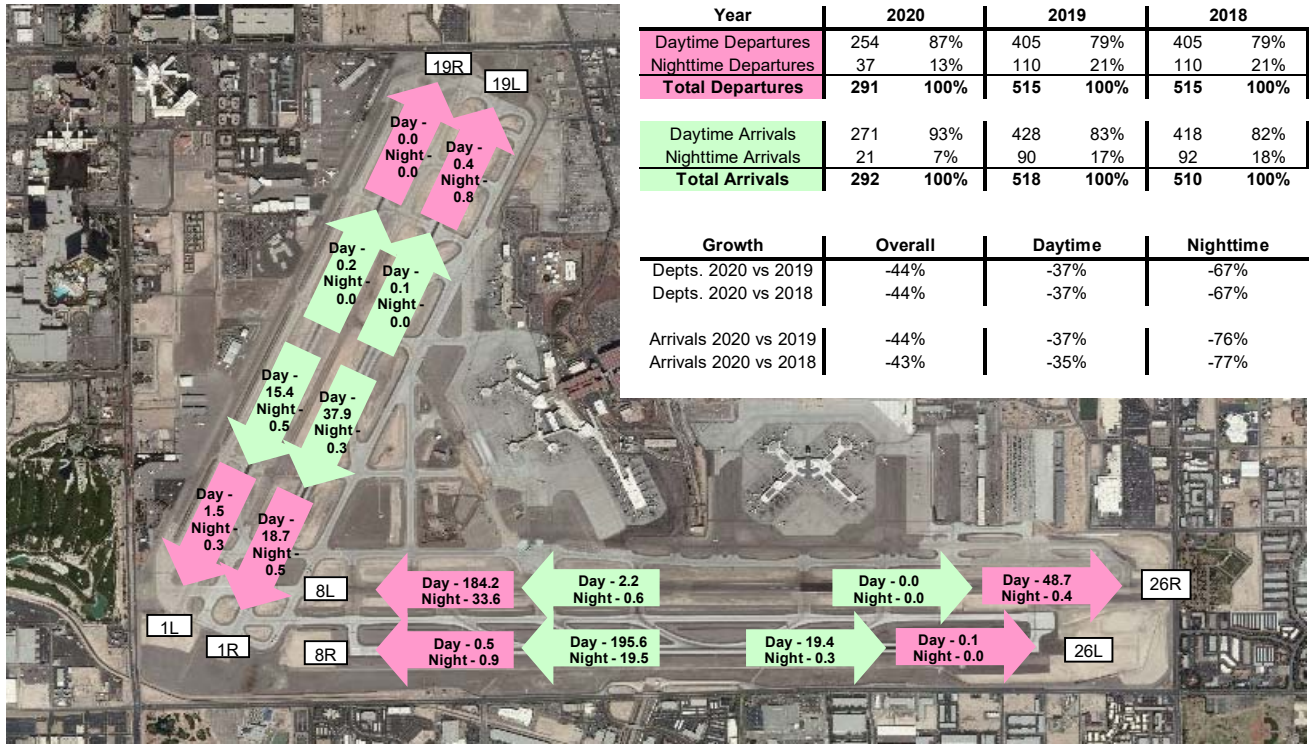 Year 2020 2019 2018
Daytime Departures 254 87% 405 79% 405 79%
Nighttime Departures 37 13% 110 21% 110 21%
Total Departures 291 100% 515 100% 515 100%
Daytime Arrivals 271 93% 428 83% 418 82%
Nighttime Arrivals 21 7% 90 17% 92 18%
Total Arrivals 292 100% 518 100% 510 100%
Growth Overall Daytime Nighttime
Depts. 2020 vs 2019 -44% -37% -67%
Depts. 2020 vs 2018 -44% -37% -67%
Arrivals 2020 vs 2019 -44% -37% -76%
Arrivals 2020 vs 2018 -43% -35% -77%
19R
19L
Day -
0.0
Night -
0.0
Day -
0.4
Night -
0.8
Day -
0.2
Night -
0.0
Day -
0.1
Night -
0.0
Day -
15.4
Night -
0.5
Day -
37.9
Night -
0.3
Day -
1.5
Night -
0.3
Day -
18.7
Night -
0.5
1L
1R
8L
8R
Day - 184.2
Night - 33.6
Day - 2.2
Night - 0.6
Day - 0.0
Night - 0.0
Day - 48.7
Night - 0.4
26R
Day - 0.5
Night - 0.9
Day - 195.6
Night - 19.5
Day - 19.4
Night - 0.3
Day - 0.1
Night - 0.0
26L